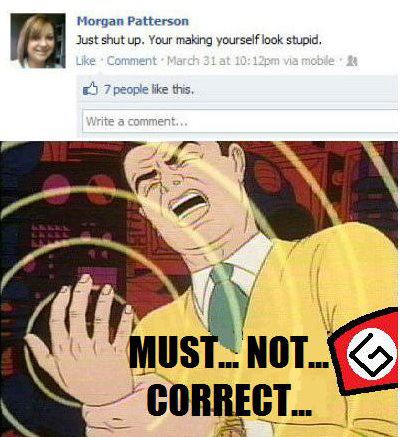 Morgan Patterson
Just shut up. Your making yourself look stupid.
Like · Comment · March 31 at 10:12pm via mobile ·
7 people like this.
Write a comment...
MUST... NOT...
CORRECT...
G